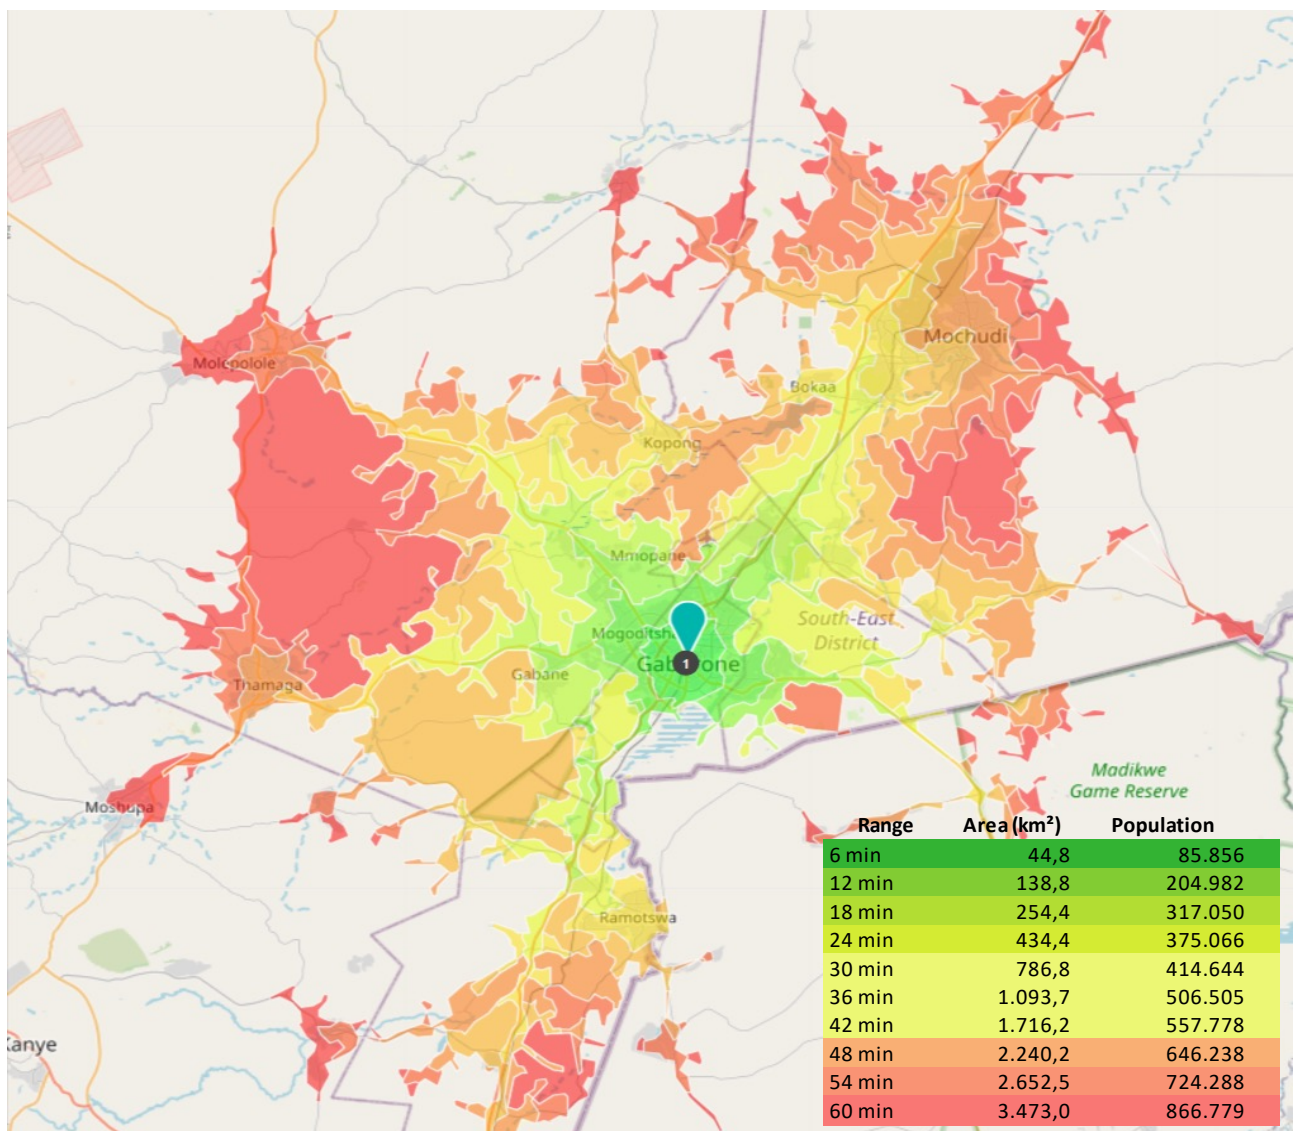 Molepolole
Mochudi
Bokaa
Kopong
Mmopane
South-East
District
Mogoditsh
Gaborone
1
Gabane
Thamaga
Moshupa
Madikwe
Game Reserve
Ramotswa
Kanye
Range Area (km²) Population
6 min 44,8 85.856
12 min 138,8 204.982
18 min 254,4 317.050
24 min 434,4 375.066
30 min 786,8 414.644
36 min 1.093,7 506.505
42 min 1.716,2 557.778
48 min 2.240,2 646.238
54 min 2.652,5 724.288
60 min 3.473,0 866.779